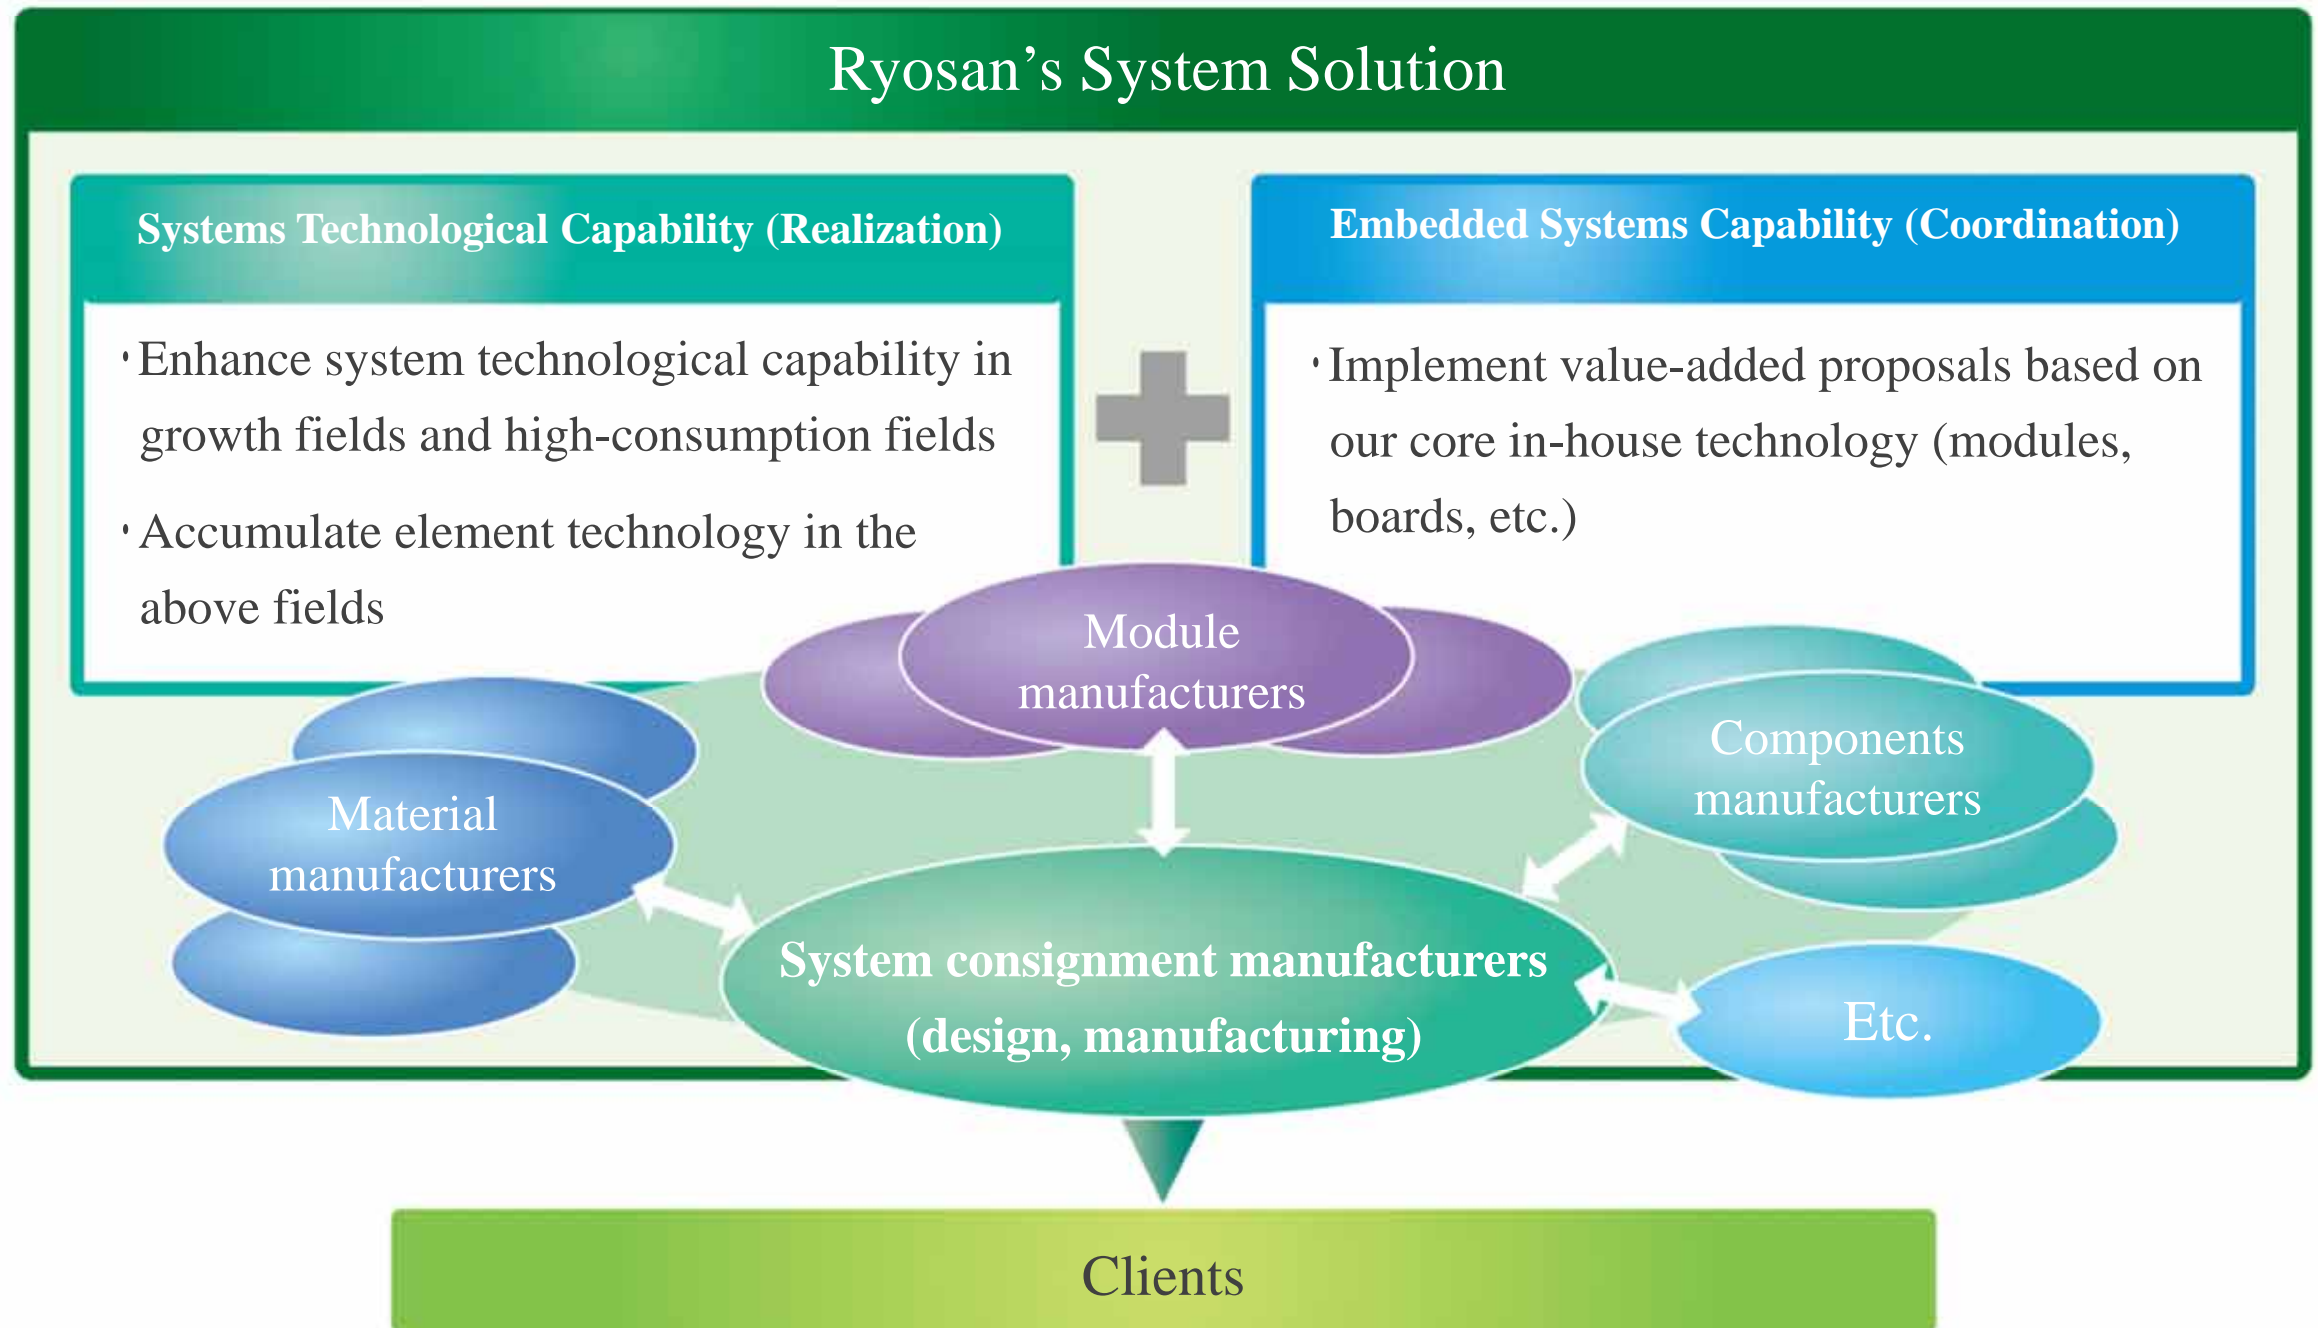 Ryosan’s System Solution
Systems Technological Capability (Realization)
・Enhance system technological capability in
growth fields and high-consumption fields
・Accumulate element technology in the
above fields
Embedded Systems Capability (Coordination)
・Implement value-added proposals based on
our core in-house technology (modules,
boards, etc.)
Module
manufacturers
Components
manufacturers
Material
manufacturers
System consignment manufacturers
(design, manufacturing)
Etc.
Clients